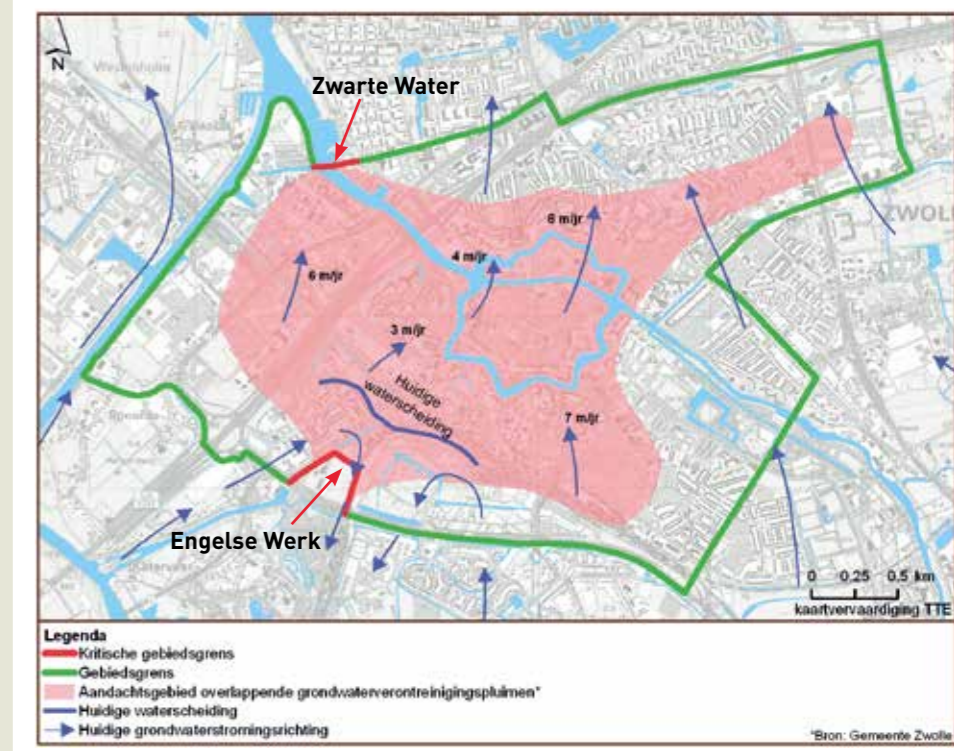 N
Zwarte Water
ZWOLL
6 m/jr
4 m/jr
6 m/jr
3 m/jr
Huidige
waterscheiding
7 m/jr
Engelse Werk
0 0,25 0,5 km
kaartvervaardiging TTE
Legenda
Kritische gebiedsgrens
Gebiedsgrens
Aandachtsgebied overlappende grondwaterverontreinigingspluimen*
Huidige waterscheiding
Huidige grondwaterstromingsrichting
*Bron: Gemeente Zwolle